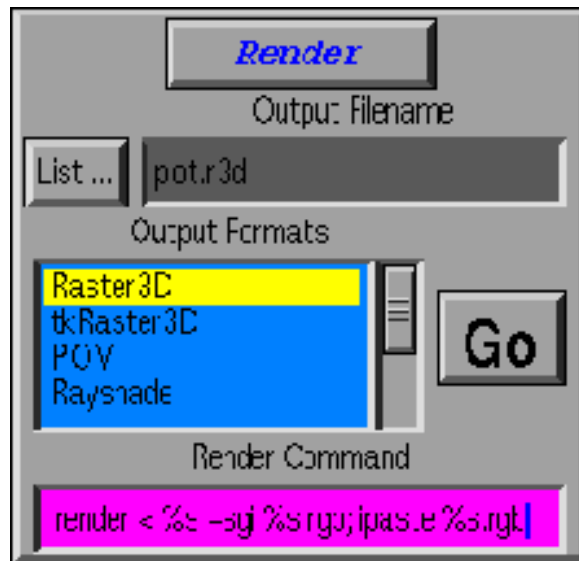 Render
Output Filename
List ...
pot.r3d
Output Formats
Raster3D
tkRaster3D
POV
Rayshade
Go
Render Command
render < %s -sgi %s.rgb; ipaste %s.rgb